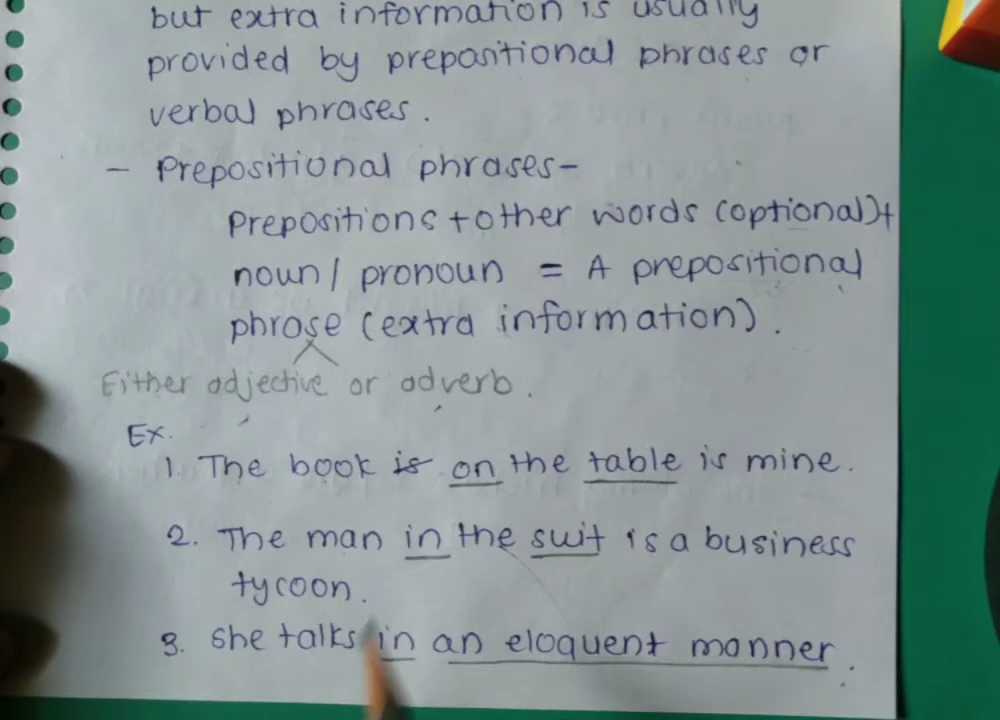 but extra information is usually
provided by prepositional phrases or
verbal phrases.
- Prepositional phrases-
Prepositions + other words (optional) +
noun / pronoun = A prepositional
phrase (extra information).
Either adjective or adverb.
Ex.
1. The book is on the table is mine.
2. The man in the suit is a business
tycoon.
3. She talks in an eloquent manner.